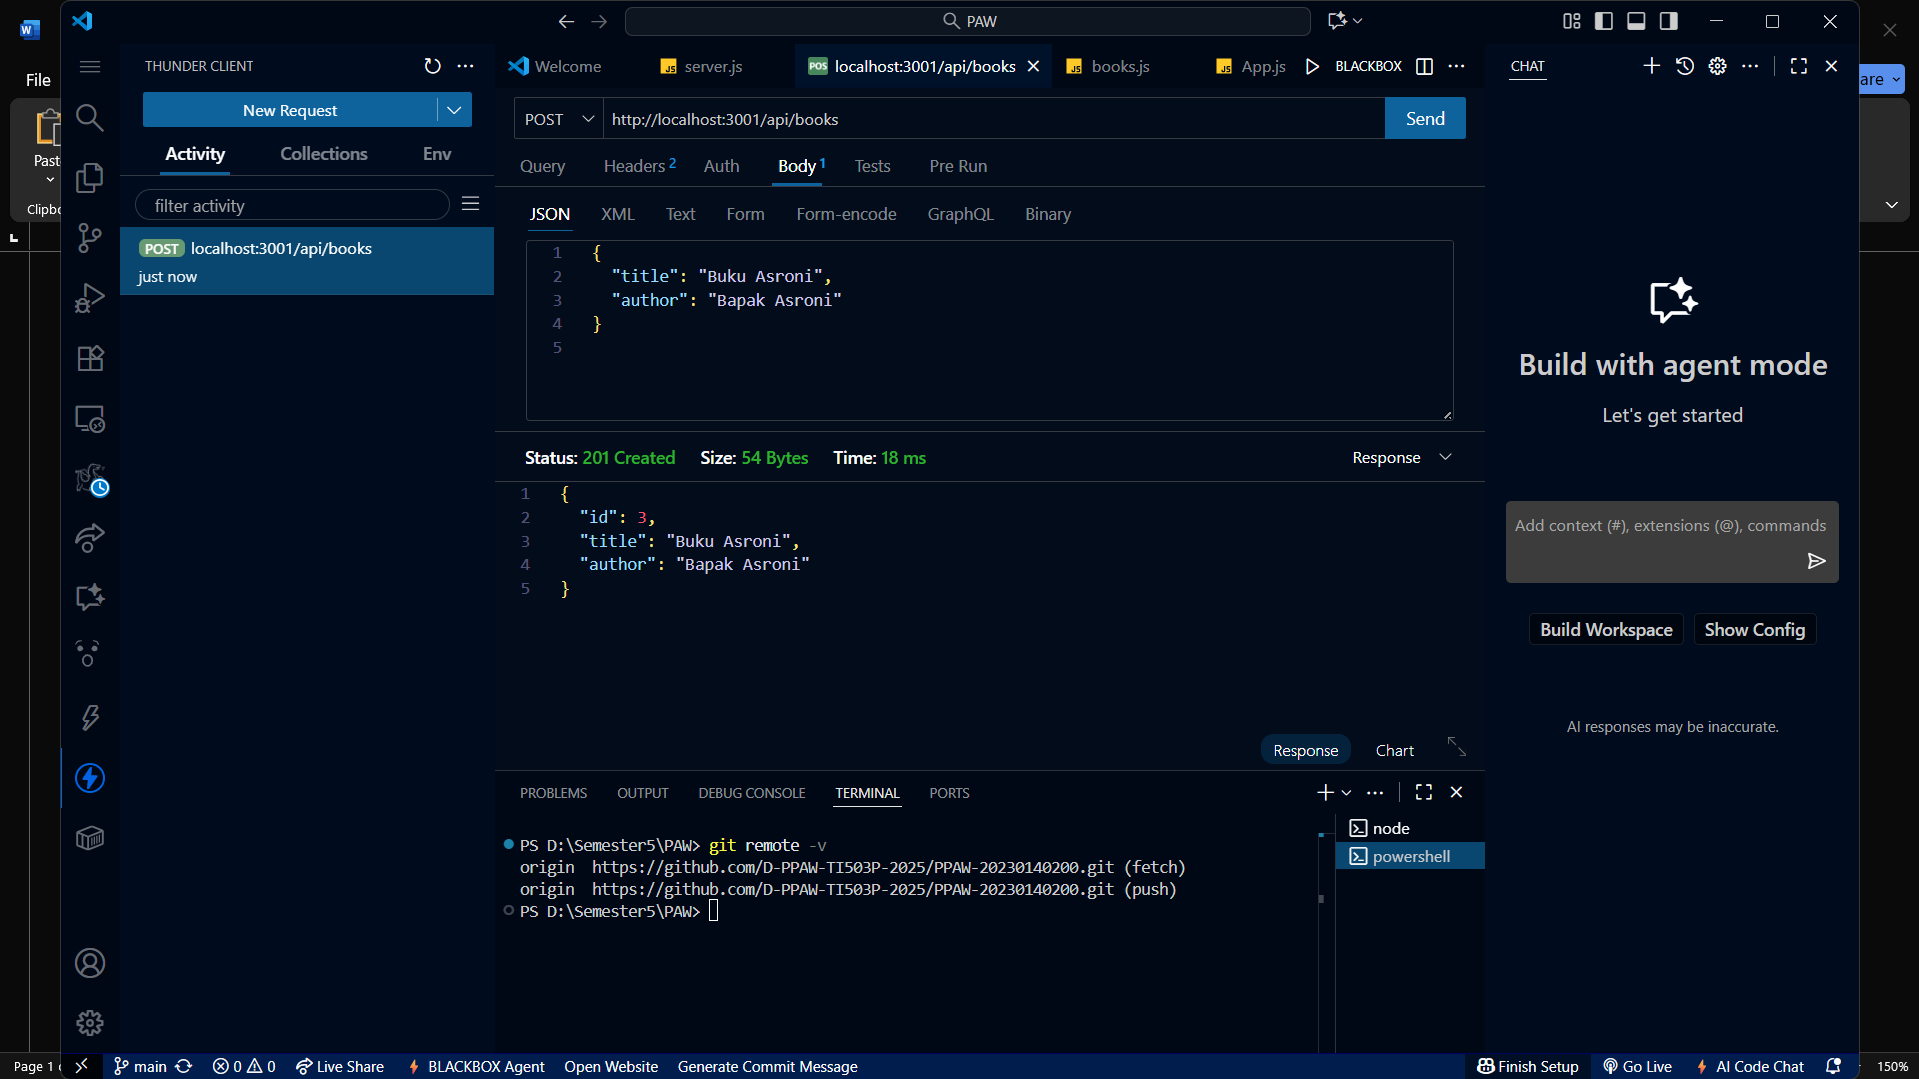 PAW
File
Clipbo
Page 1
THUNDER CLIENT
New Request
Activity
Collections
Env
filter activity
POST localhost:3001/api/books
just now
Welcome
JS server.js
POS localhost:3001/api/books
JS books.js
JS App.js
BLACKBOX
POST http://localhost:3001/api/books
Send
Query
Headers 2
Auth
Body 1
Tests
Pre Run
JSON
XML
Text
Form
Form-encode
GraphQL
Binary
1 {
2 "title": "Buku Asroni",
3 "author": "Bapak Asroni"
4 }
5
Status: 201 Created Size: 54 Bytes Time: 18 ms
Response
1 {
2 "id": 3,
3 "title": "Buku Asroni",
4 "author": "Bapak Asroni"
5 }
Response
Chart
PROBLEMS
OUTPUT
DEBUG CONSOLE
TERMINAL
PORTS
PS D:\Semester5\PAW> git remote -v
origin https://github.com/D-PPAW-TI503P-2025/PPAW-20230140200.git (fetch)
origin https://github.com/D-PPAW-TI503P-2025/PPAW-20230140200.git (push)
PS D:\Semester5\PAW>
node
powershell
CHAT
Build with agent mode
Let's get started
Add context (#), extensions (@), commands
Build Workspace
Show Config
AI responses may be inaccurate.
main
0 0
Live Share
BLACKBOX Agent
Open Website
Generate Commit Message
Finish Setup
Go Live
AI Code Chat
150%